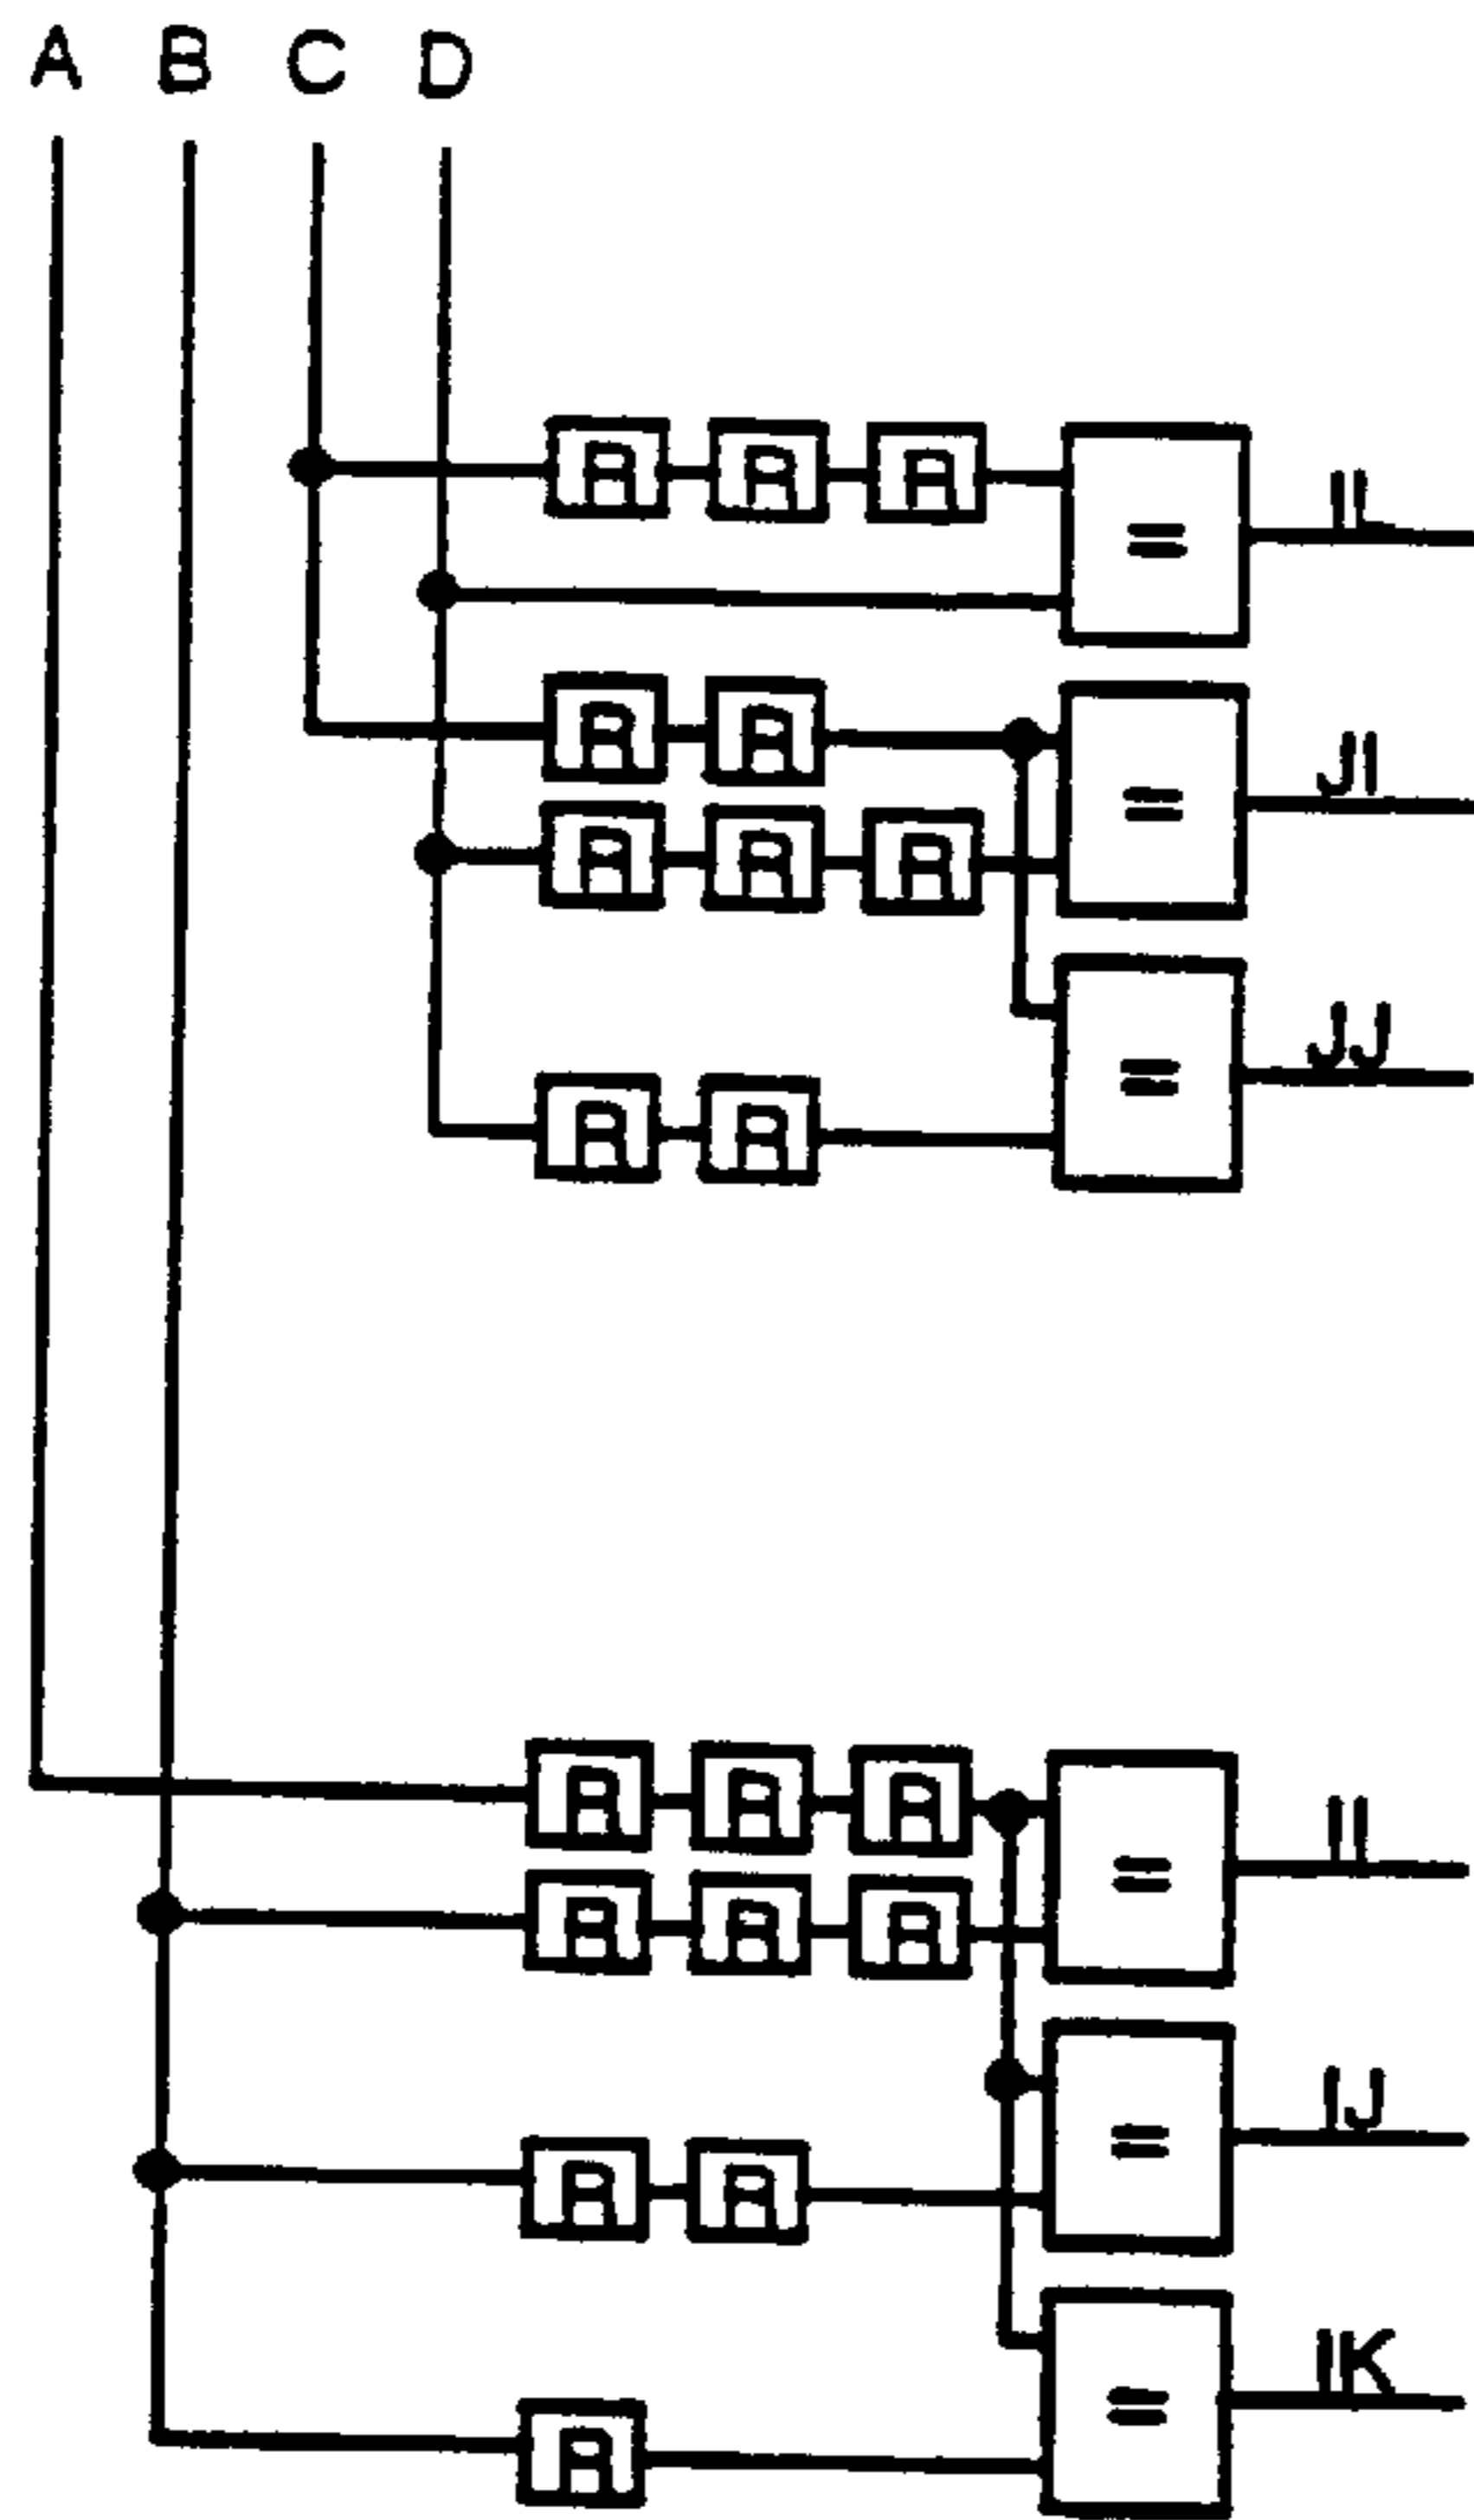 A B C D
R R R = IL
R R = JI
R R R
= JJ
R R
R R R = II
R R R
= IJ
R R
= IK
R